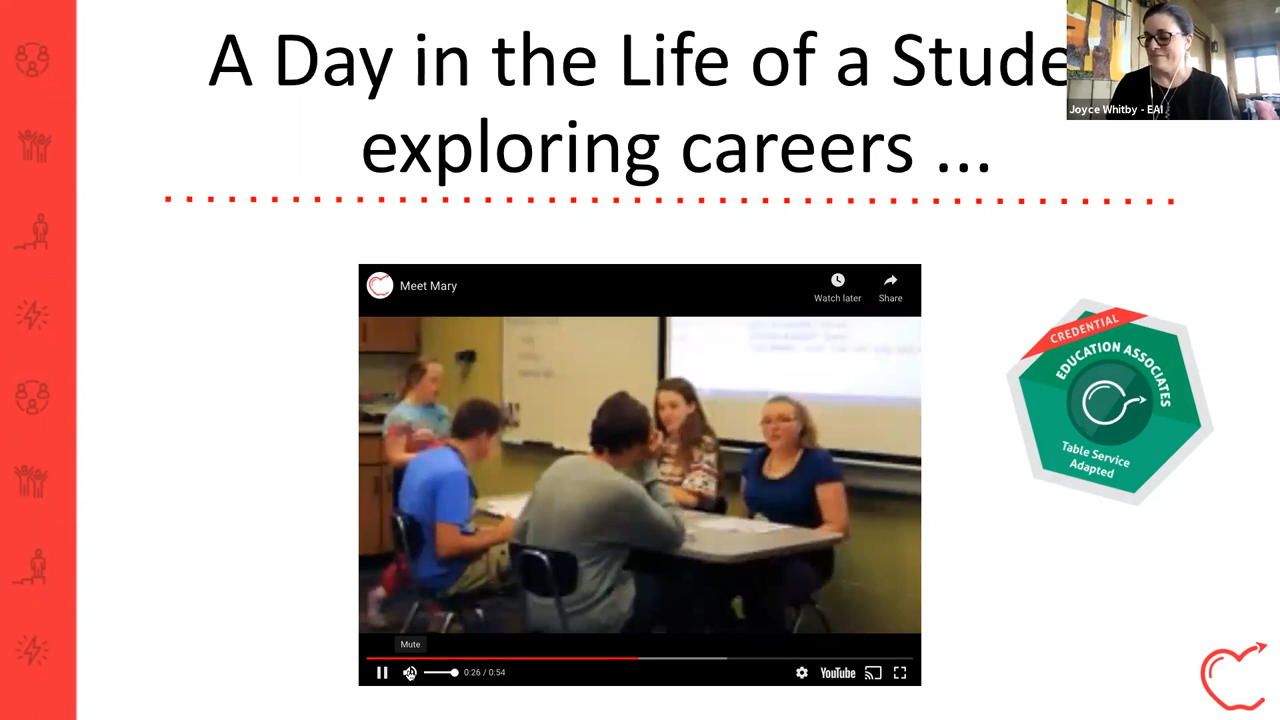 A Day in the Life of a Stude
exploring careers ...
Joyce Whitby - EAI
Meet Mary
Watch later
Share
CREDENTIAL
EDUCATION ASSOCIATES
Table Service
Adapted
Mute
0:26 / 0:54
YouTube